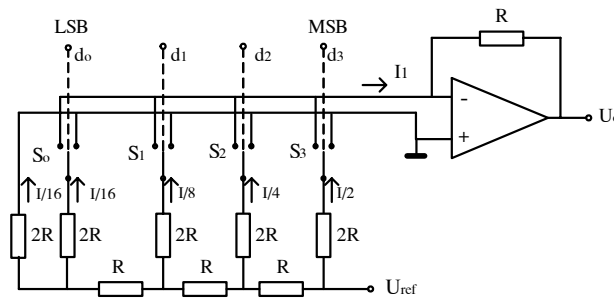 LSB MSB
d₀ d₁ d₂ d₃ I₁ R
- 
+
U
S₀ S₁ S₂ S₃
I/16 I/16 I/8 I/4 I/2
2R 2R 2R 2R 2R
R R R U_ref